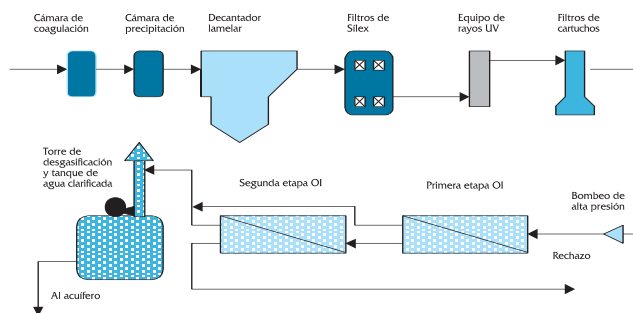 Cámara de
coagulación
Cámara de
precipitación
Decantador
lamelar
Filtros de
Sílex
Equipo de
rayos UV
Filtros de
cartuchos
Torre de
desgasificación
y tanque de
agua clarificada
Segunda etapa OI
Primera etapa OI
Bombeo de
alta presión
Rechazo
Al acuífero